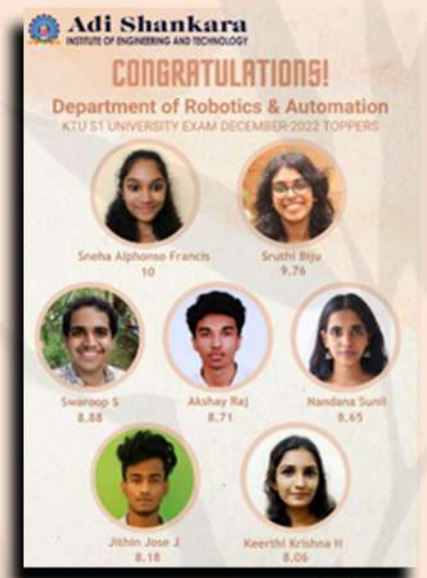 Adi Shankara
INSTITUTE OF ENGINEERING AND TECHNOLOGY
CONGRATULATIONS!
Department of Robotics & Automation
KTU S1 UNIVERSITY EXAM DECEMBER-2022 TOPPERS
Sneha Alphonso Francis
10
Sruthi Biju
9.76
Swaroop S
8.88
Akshay Raj
8.71
Nandana Sunil
8.65
Jithin Jose J
8.18
Keerthi Krishna H
8.06